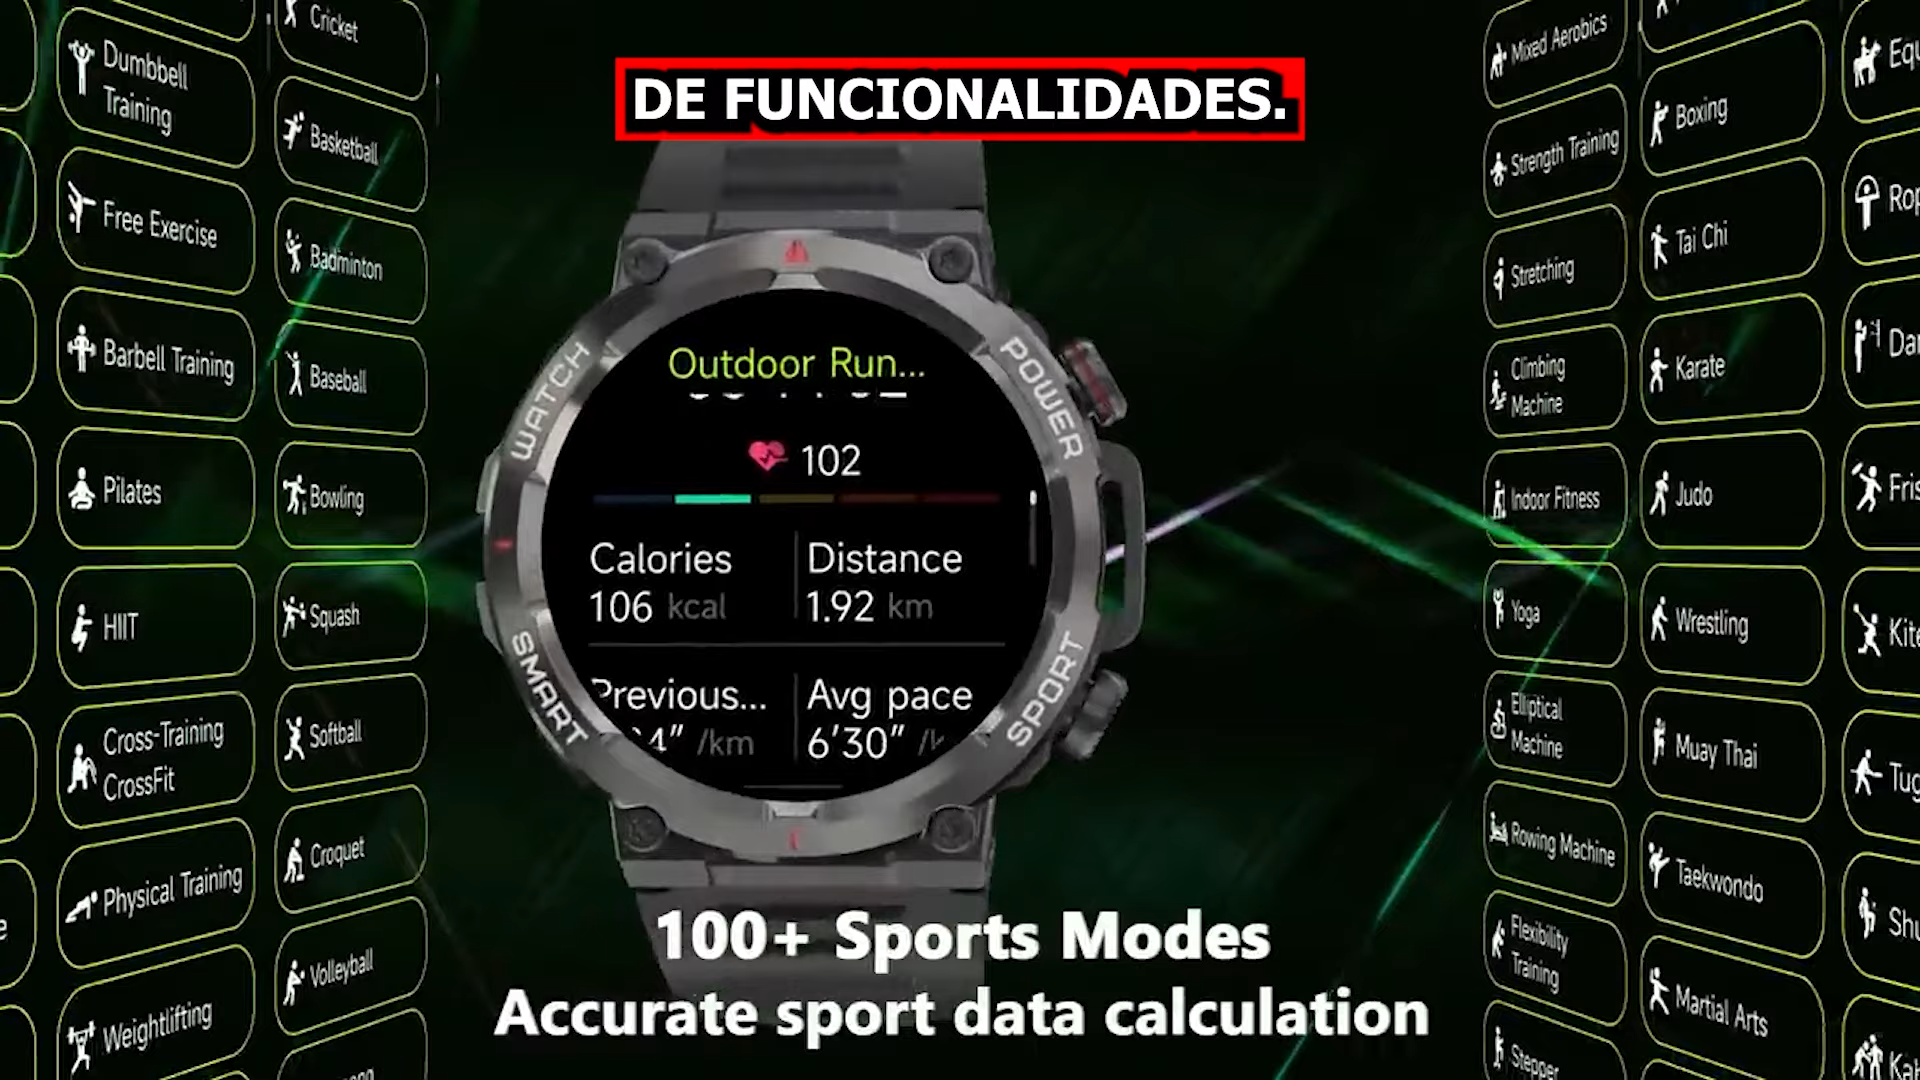 DE FUNCIONALIDADES.
Cricket
Dumbbell
Training
Basketball
Free Exercise
Badminton
Barbell Training
Baseball
Pilates
Bowling
HIIT
Squash
Cross-Training
CrossFit
Softball
Physical Training
Croquet
Weightlifting
Volleyball
WATCH
POWER
SMART
SPORT
Outdoor Run...
102
Calories
106 kcal
Distance
1.92 km
Previous...
4" /km
Avg pace
6'30"
100+ Sports Modes
Accurate sport data calculation
Mixed Aerobics
Strength Training
Stretching
Climbing
Machine
Indoor Fitness
Yoga
Elliptical
Machine
Rowing Machine
Flexibility
Training
Stepper
Boxing
Tai Chi
Karate
Judo
Wrestling
Muay Thai
Taekwondo
Martial Arts